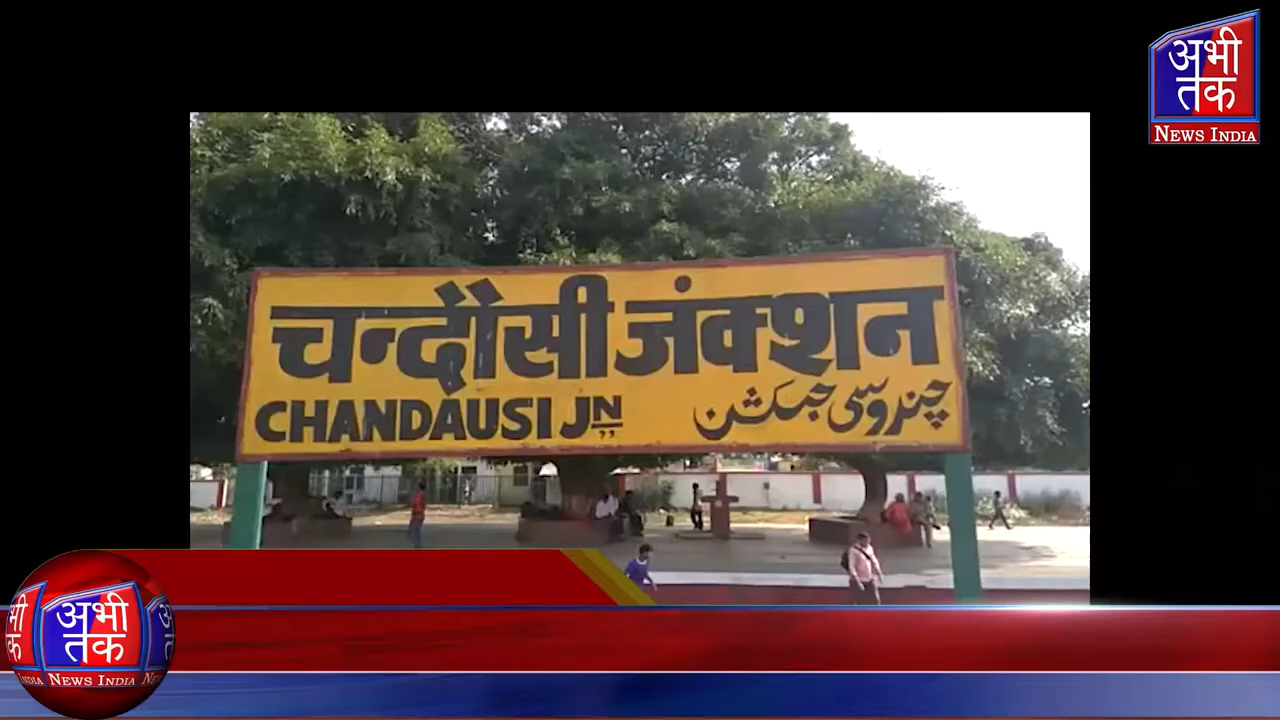 अभी
तक
NEWS INDIA
चन्दौसी जंक्शन
CHANDAUSI JN
چندوسی جنکشن
अभी
तक
NEWS INDIA